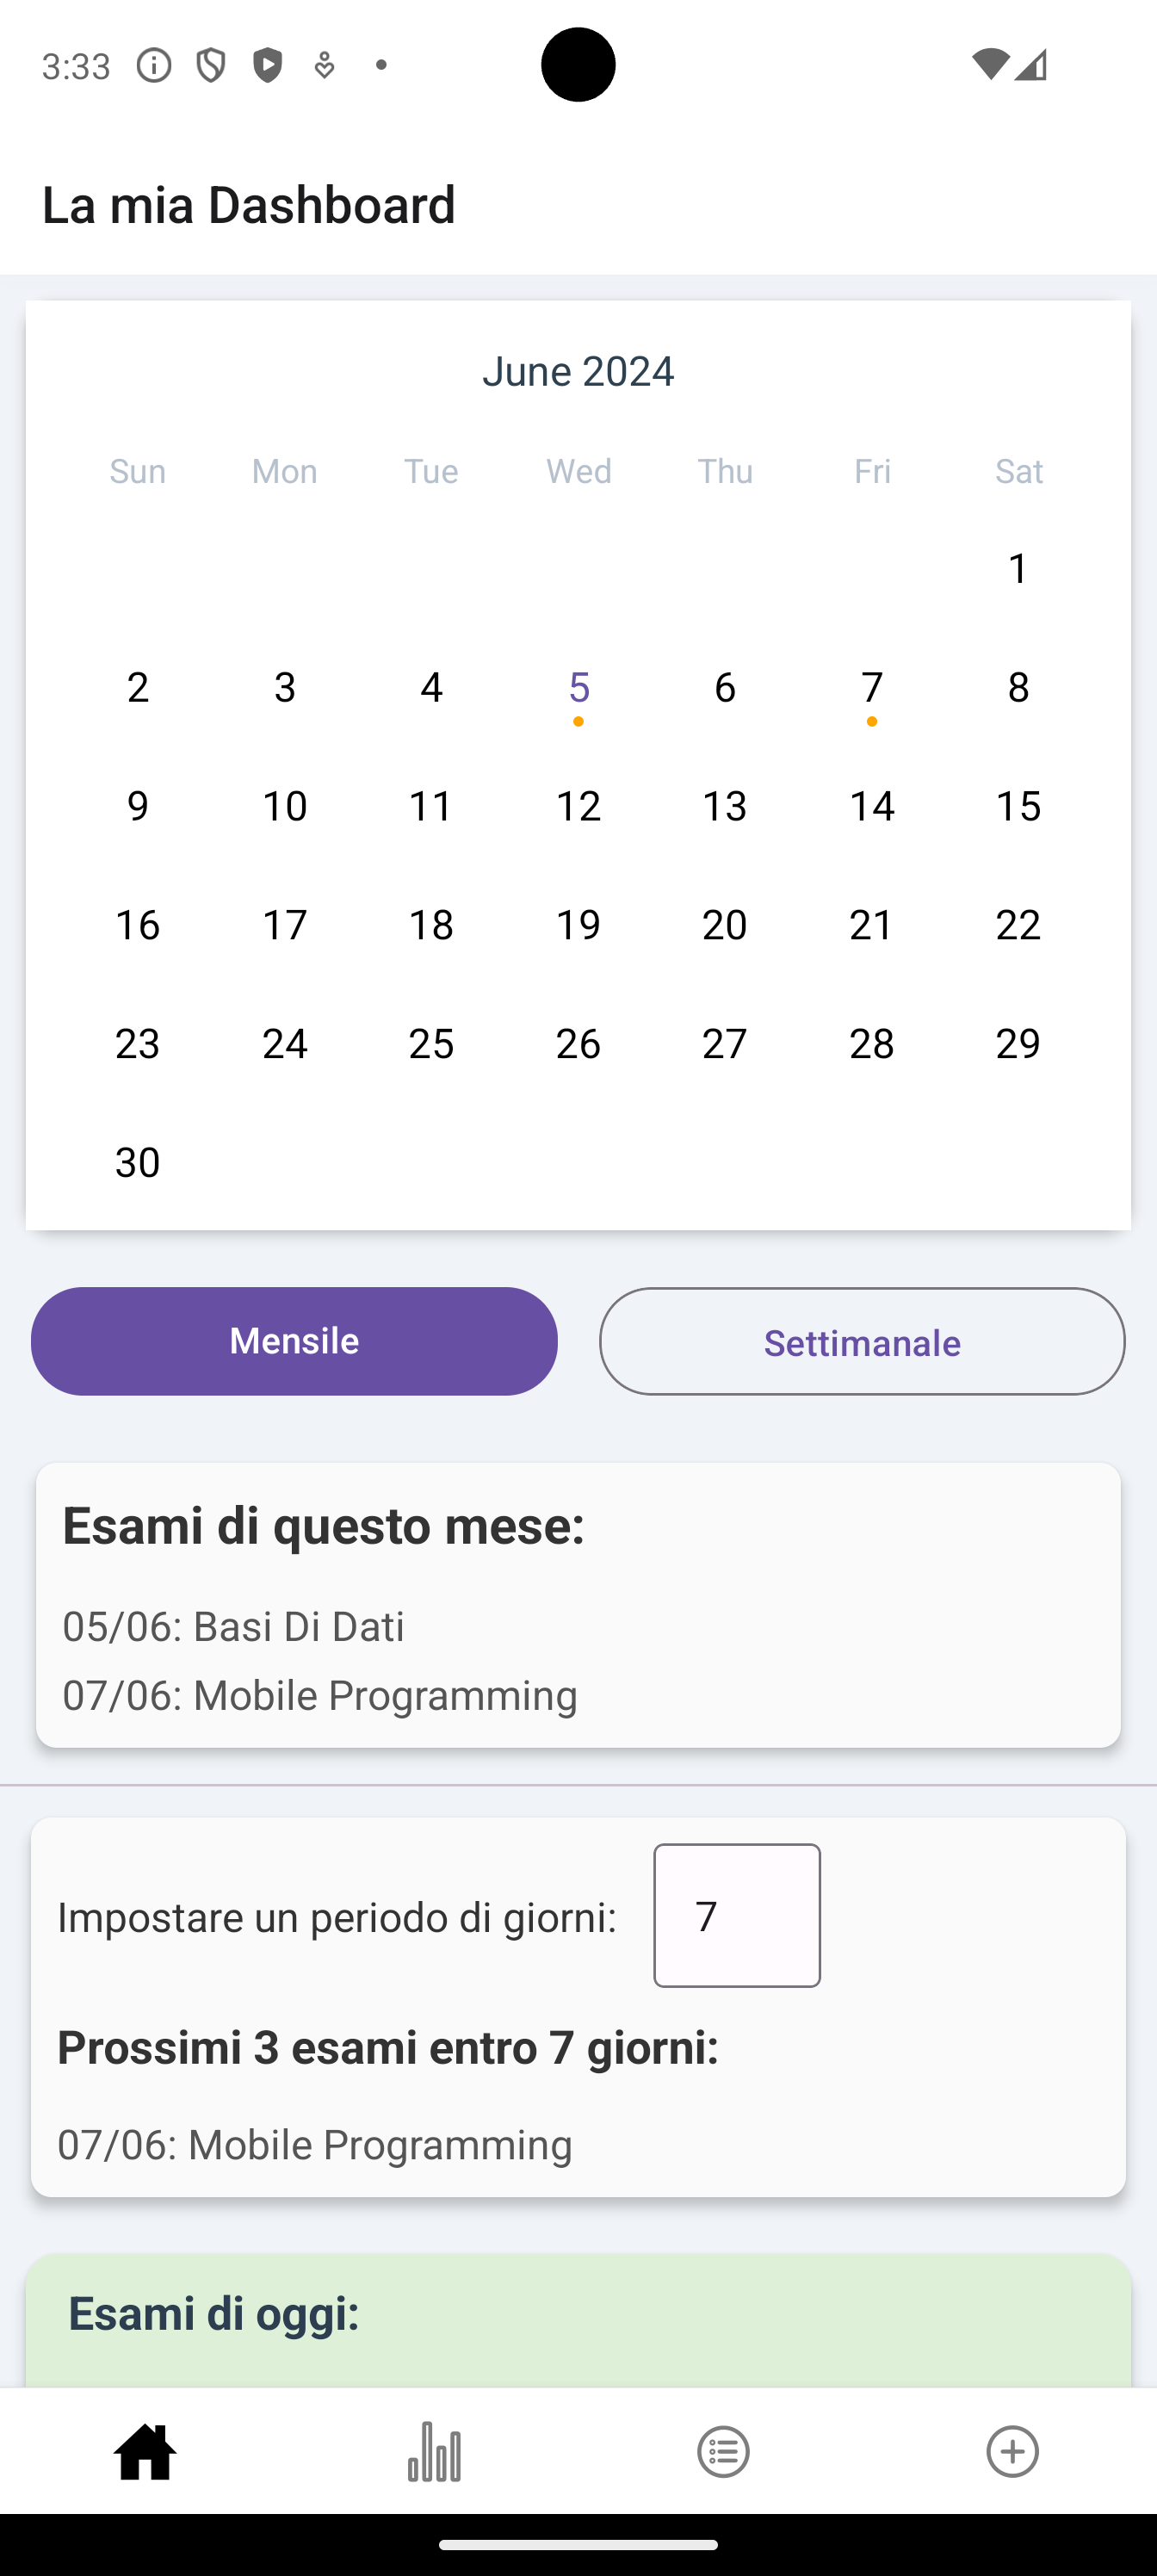 3:33
La mia Dashboard
June 2024
Sun Mon Tue Wed Thu Fri Sat
1
2 3 4 5 6 7 8
9 10 11 12 13 14 15
16 17 18 19 20 21 22
23 24 25 26 27 28 29
30
Mensile Settimanale
Esami di questo mese:
05/06: Basi Di Dati
07/06: Mobile Programming
Impostare un periodo di giorni: 7
Prossimi 3 esami entro 7 giorni:
07/06: Mobile Programming
Esami di oggi: